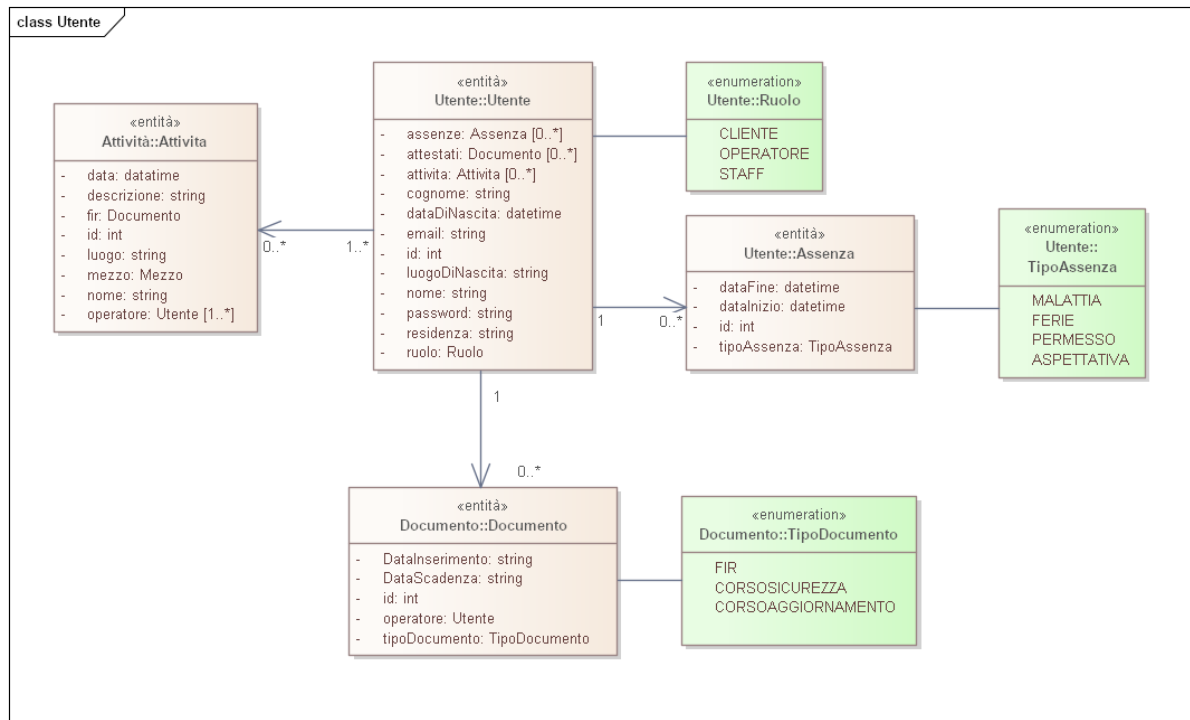 class Utente
«entità»
Attività::Attivita
- data: datatime
- descrizione: string
- fir: Documento
- id: int
- luogo: string
- mezzo: Mezzo
- nome: string
- operatore: Utente [1..*]
0..*
1..*
«entità»
Utente::Utente
- assenze: Assenza [0..*]
- attestati: Documento [0..*]
- attivita: Attivita [0..*]
- cognome: string
- dataDiNascita: datetime
- email: string
- id: int
- luogoDiNascita: string
- nome: string
- password: string
- residenza: string
- ruolo: Ruolo
«enumeration»
Utente::Ruolo
CLIENTE
OPERATORE
STAFF
1
0..*
«entità»
Utente::Assenza
- dataFine: datetime
- dataInizio: datetime
- id: int
- tipoAssenza: TipoAssenza
«enumeration»
Utente::
TipoAssenza
MALATTIA
FERIE
PERMESSO
ASPETTATIVA
1
0..*
«entità»
Documento::Documento
- DataInserimento: string
- DataScadenza: string
- id: int
- operatore: Utente
- tipoDocumento: TipoDocumento
«enumeration»
Documento::TipoDocumento
FIR
CORSOSICUREZZA
CORSOAGGIORNAMENTO